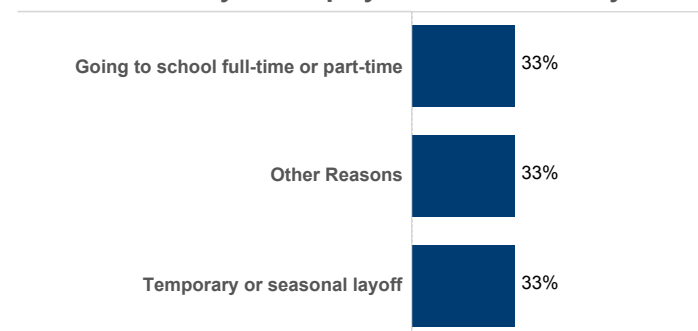 Going to school full-time or part-time
33%
Other Reasons
33%
Temporary or seasonal layoff
33%